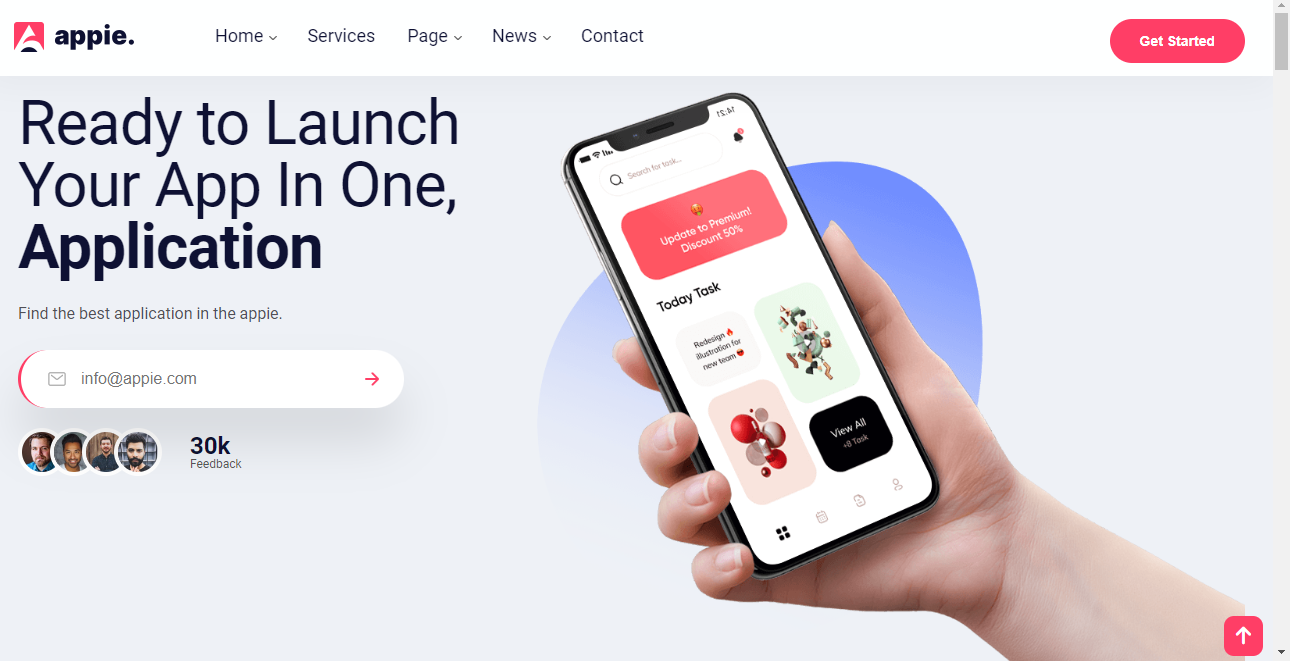 appie.
Home
Services
Page
News
Contact
Get Started
Ready to Launch
Your App In One,
Application
Find the best application in the appie.
info@appie.com
30k
Feedback
14:21
Search for task...
Update to Premium!
Discount 50%
Today Task
Redesign 🔥
illustration for
new team 😎
View All
+8 Task